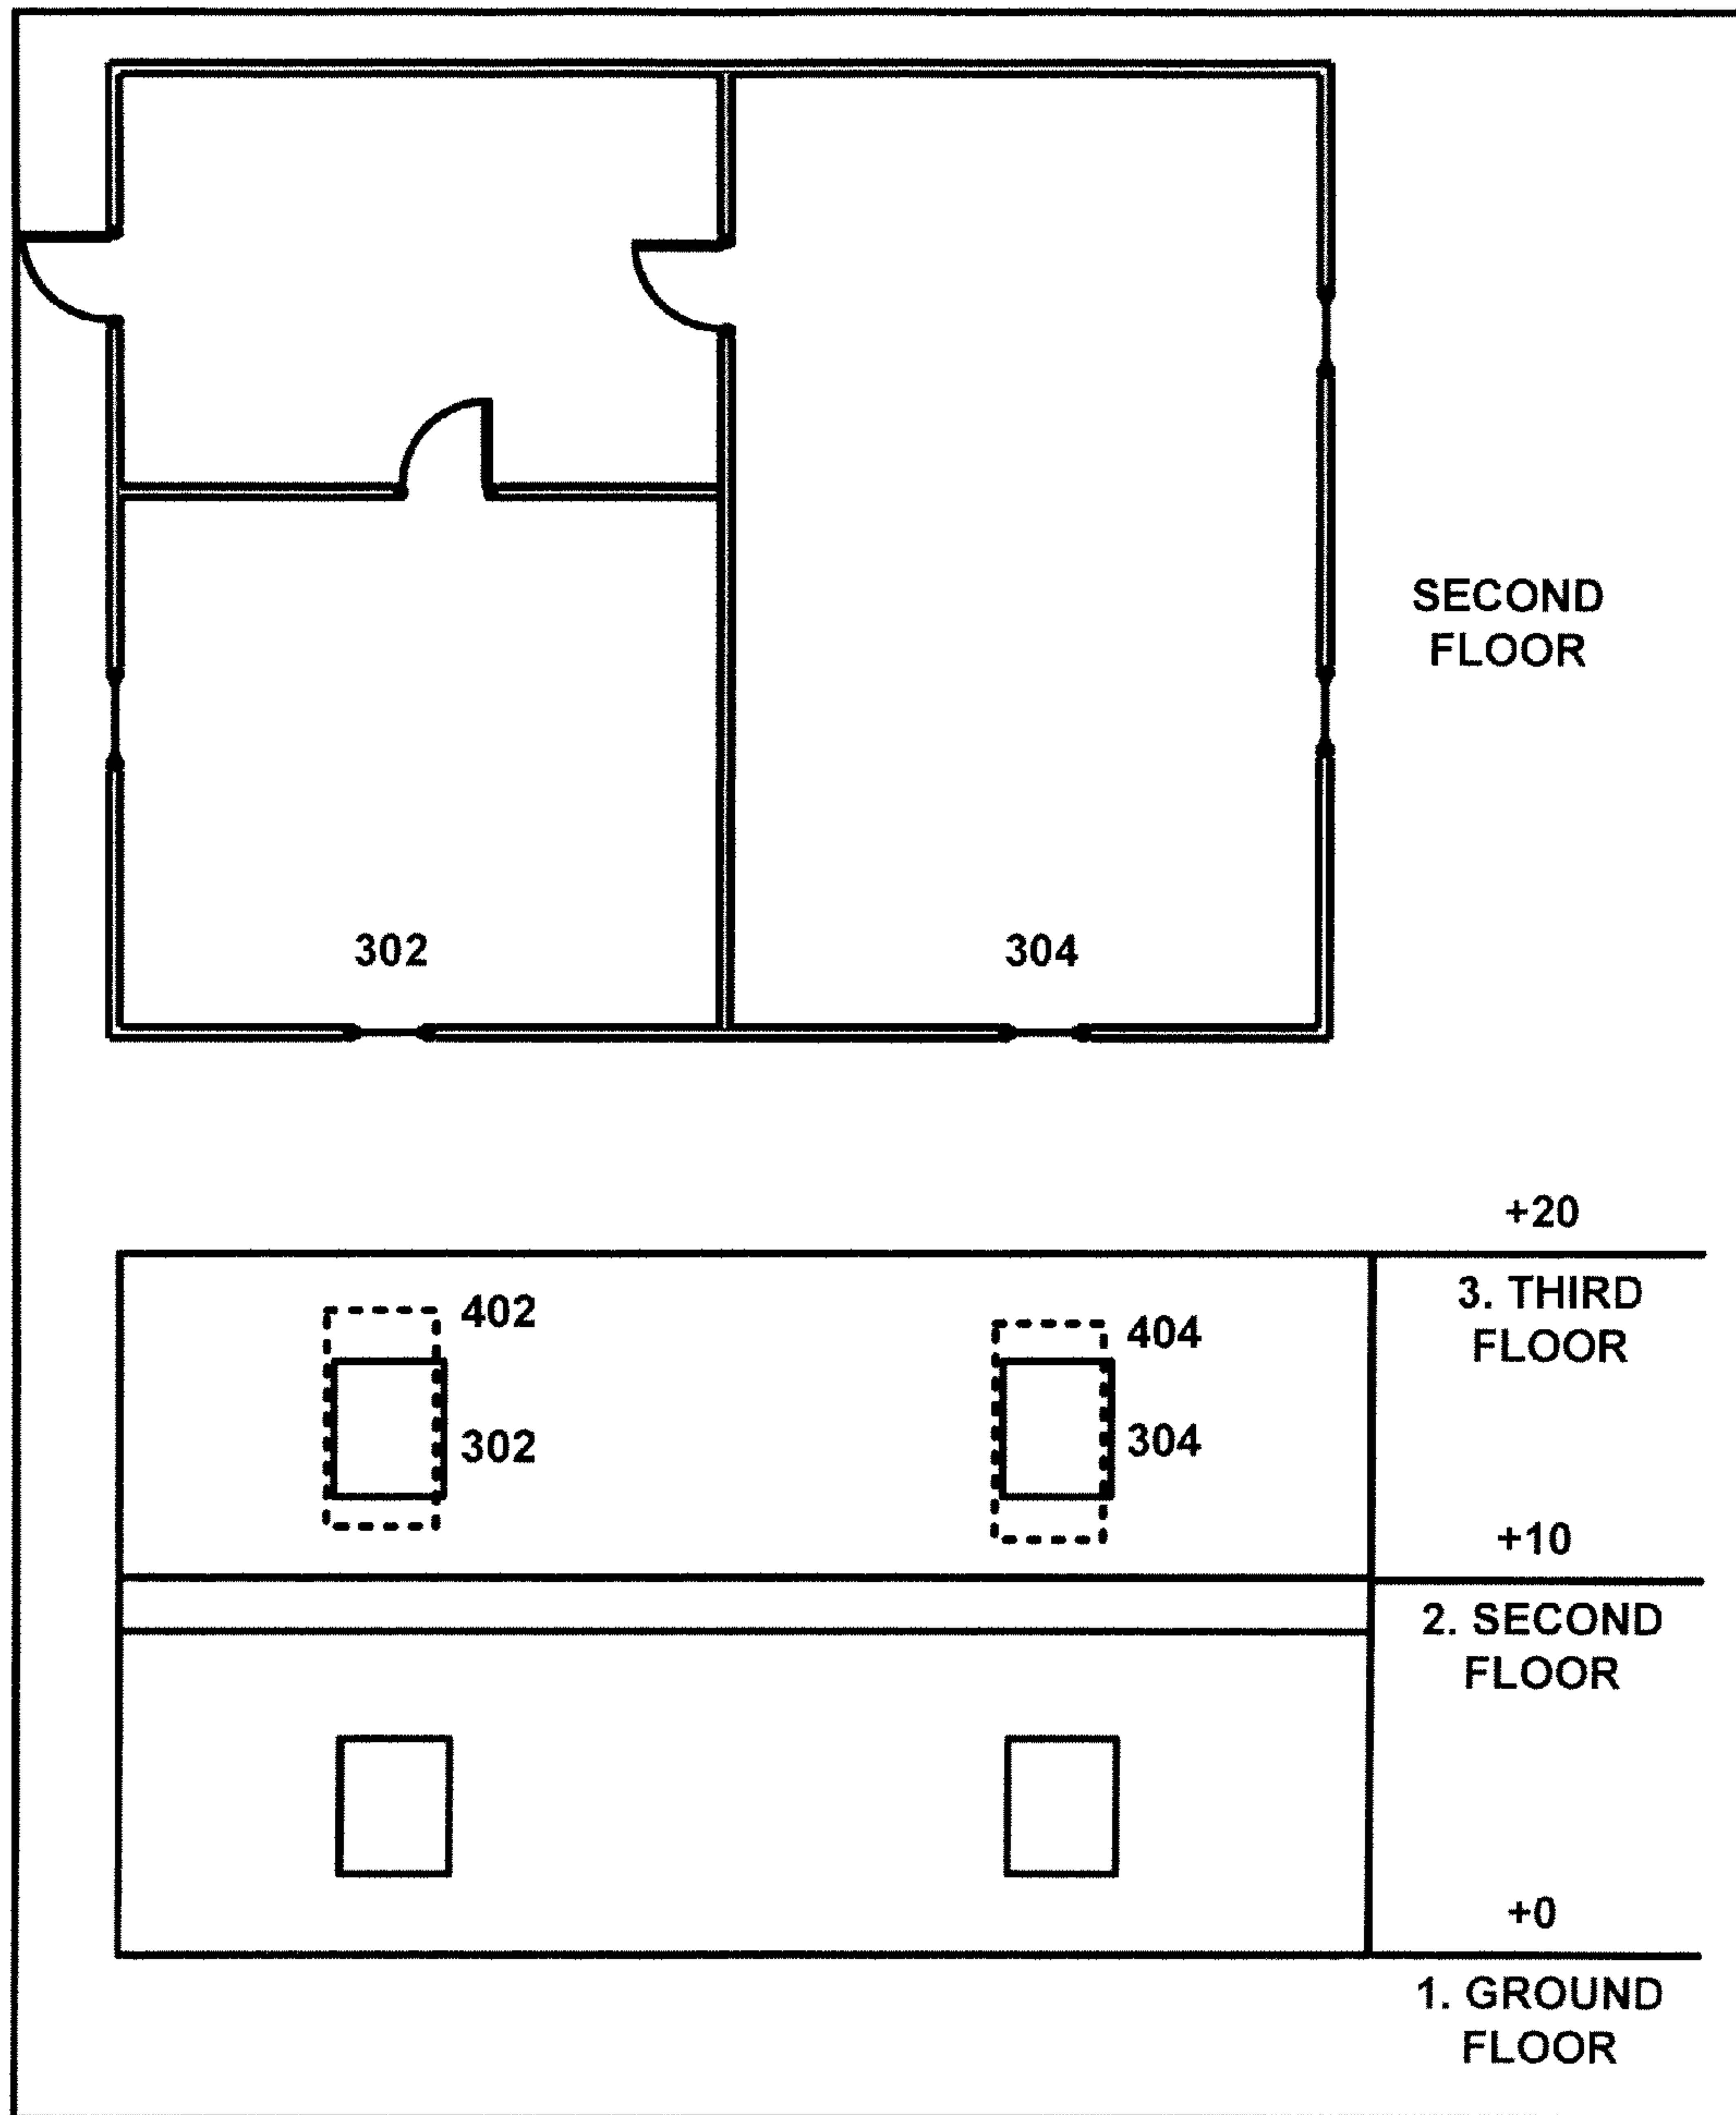 SECOND
FLOOR
302
304
+20
3. THIRD
FLOOR
402
404
302
304
+10
2. SECOND
FLOOR
+0
1. GROUND
FLOOR